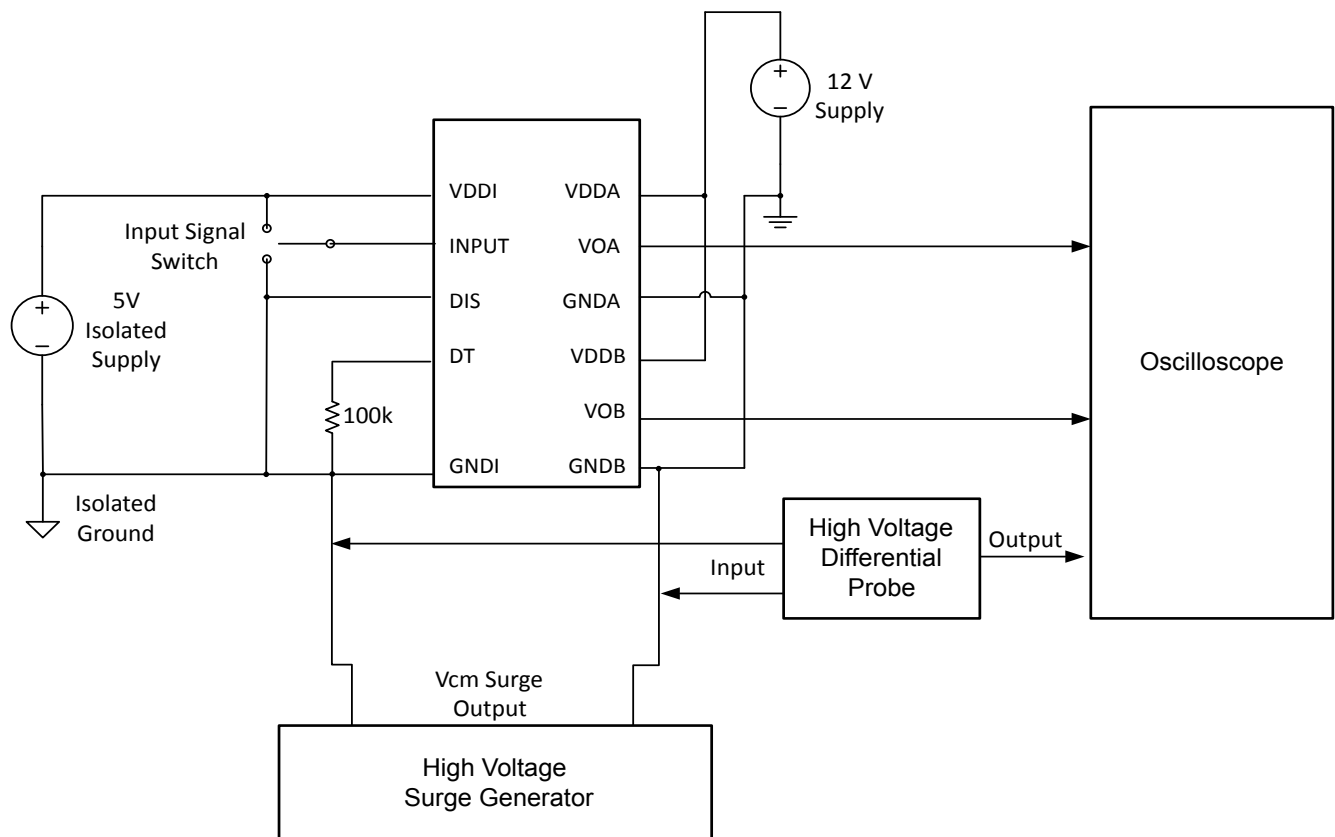 12 V
Supply
VDDI
VDDA
Input Signal
Switch
INPUT
VOA
5V
Isolated
Supply
DIS
GNDA
DT
VDDB
Oscilloscope
100k
VOB
GNDI
GNDB
Isolated
Ground
High Voltage
Differential
Probe
Input
Output
Vcm Surge
Output
High Voltage
Surge Generator